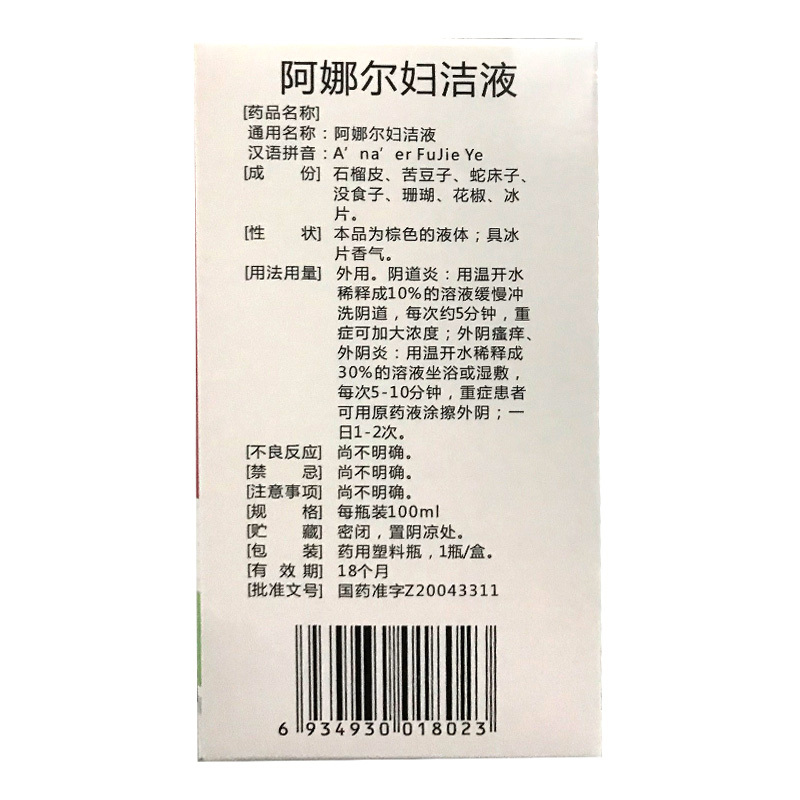 阿娜尔妇洁液
[药品名称]
通用名称：阿娜尔妇洁液
汉语拼音：A′na′er FuJie Ye
[成　份] 石榴皮、苦豆子、蛇床子、
没食子、珊瑚、花椒、冰
片。
[性　状] 本品为棕色的液体；具冰
片香气。
[用法用量] 外用。阴道炎：用温开水
稀释成10%的溶液缓慢冲
洗阴道，每次约5分钟，重
症可加大浓度；外阴瘙痒、
外阴炎：用温开水稀释成
30%的溶液坐浴或湿敷，
每次5-10分钟，重症患者
可用原药液涂擦外阴；一
日1-2次。
[不良反应] 尚不明确。
[禁　忌] 尚不明确。
[注意事项] 尚不明确。
[规　格] 每瓶装100ml
[贮　藏] 密闭，置阴凉处。
[包　装] 药用塑料瓶，1瓶/盒。
[有 效 期] 18个月
[批准文号] 国药准字Z20043311
6 934930 018023